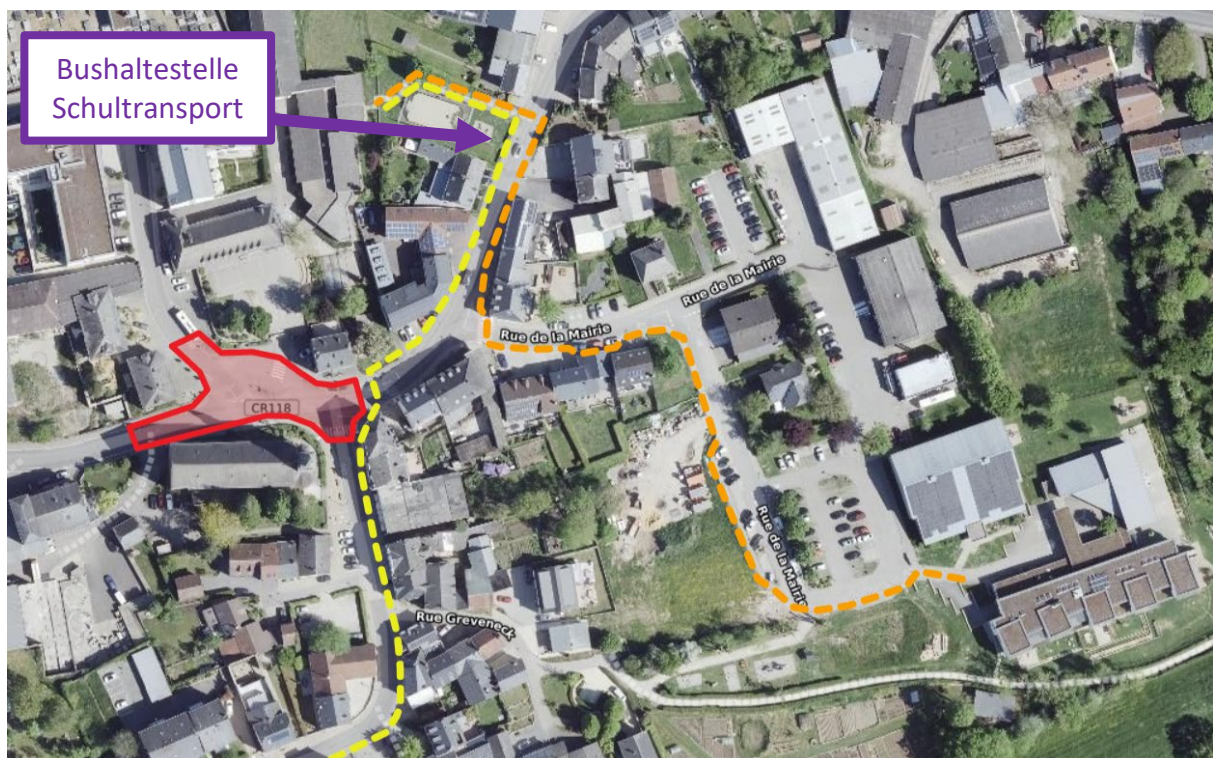 Bushaltestelle
Schultransport
Rue de la Mairie
Rue de la Mairie
CR118
Rue de la Mairie
Rue Greveneck